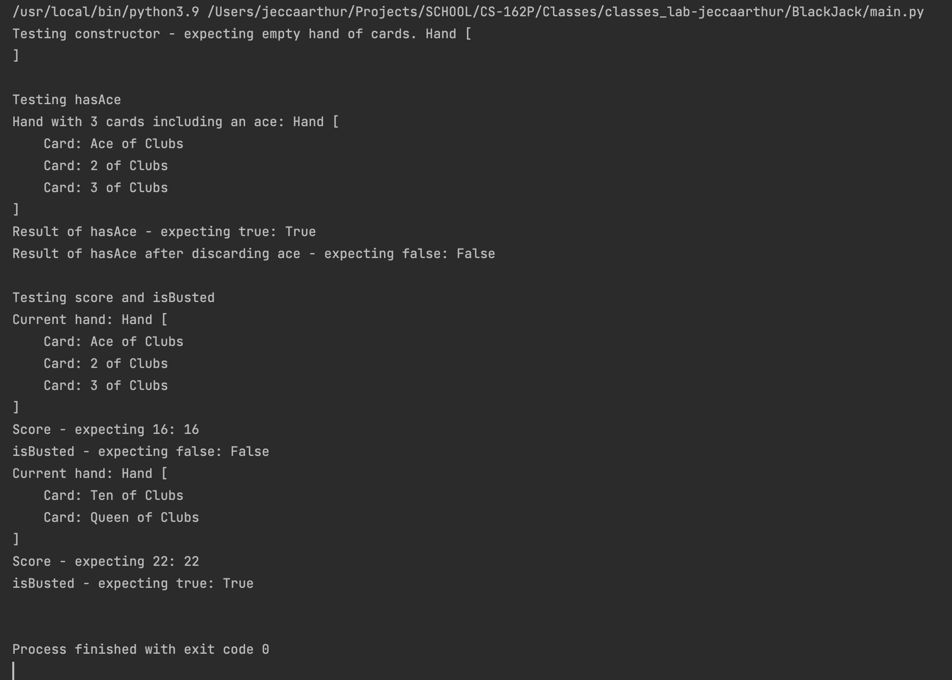 /usr/local/bin/python3.9 /Users/jeccaarthur/Projects/SCHOOL/CS-162P/Classes/classes_lab-jeccaarthur/BlackJack/main.py
Testing constructor - expecting empty hand of cards. Hand [
]
Testing hasAce
Hand with 3 cards including an ace: Hand [
    Card: Ace of Clubs
    Card: 2 of Clubs
    Card: 3 of Clubs
]
Result of hasAce - expecting true: True
Result of hasAce after discarding ace - expecting false: False
Testing score and isBusted
Current hand: Hand [
    Card: Ace of Clubs
    Card: 2 of Clubs
    Card: 3 of Clubs
]
Score - expecting 16: 16
isBusted - expecting false: False
Current hand: Hand [
    Card: Ten of Clubs
    Card: Queen of Clubs
]
Score - expecting 22: 22
isBusted - expecting true: True
Process finished with exit code 0